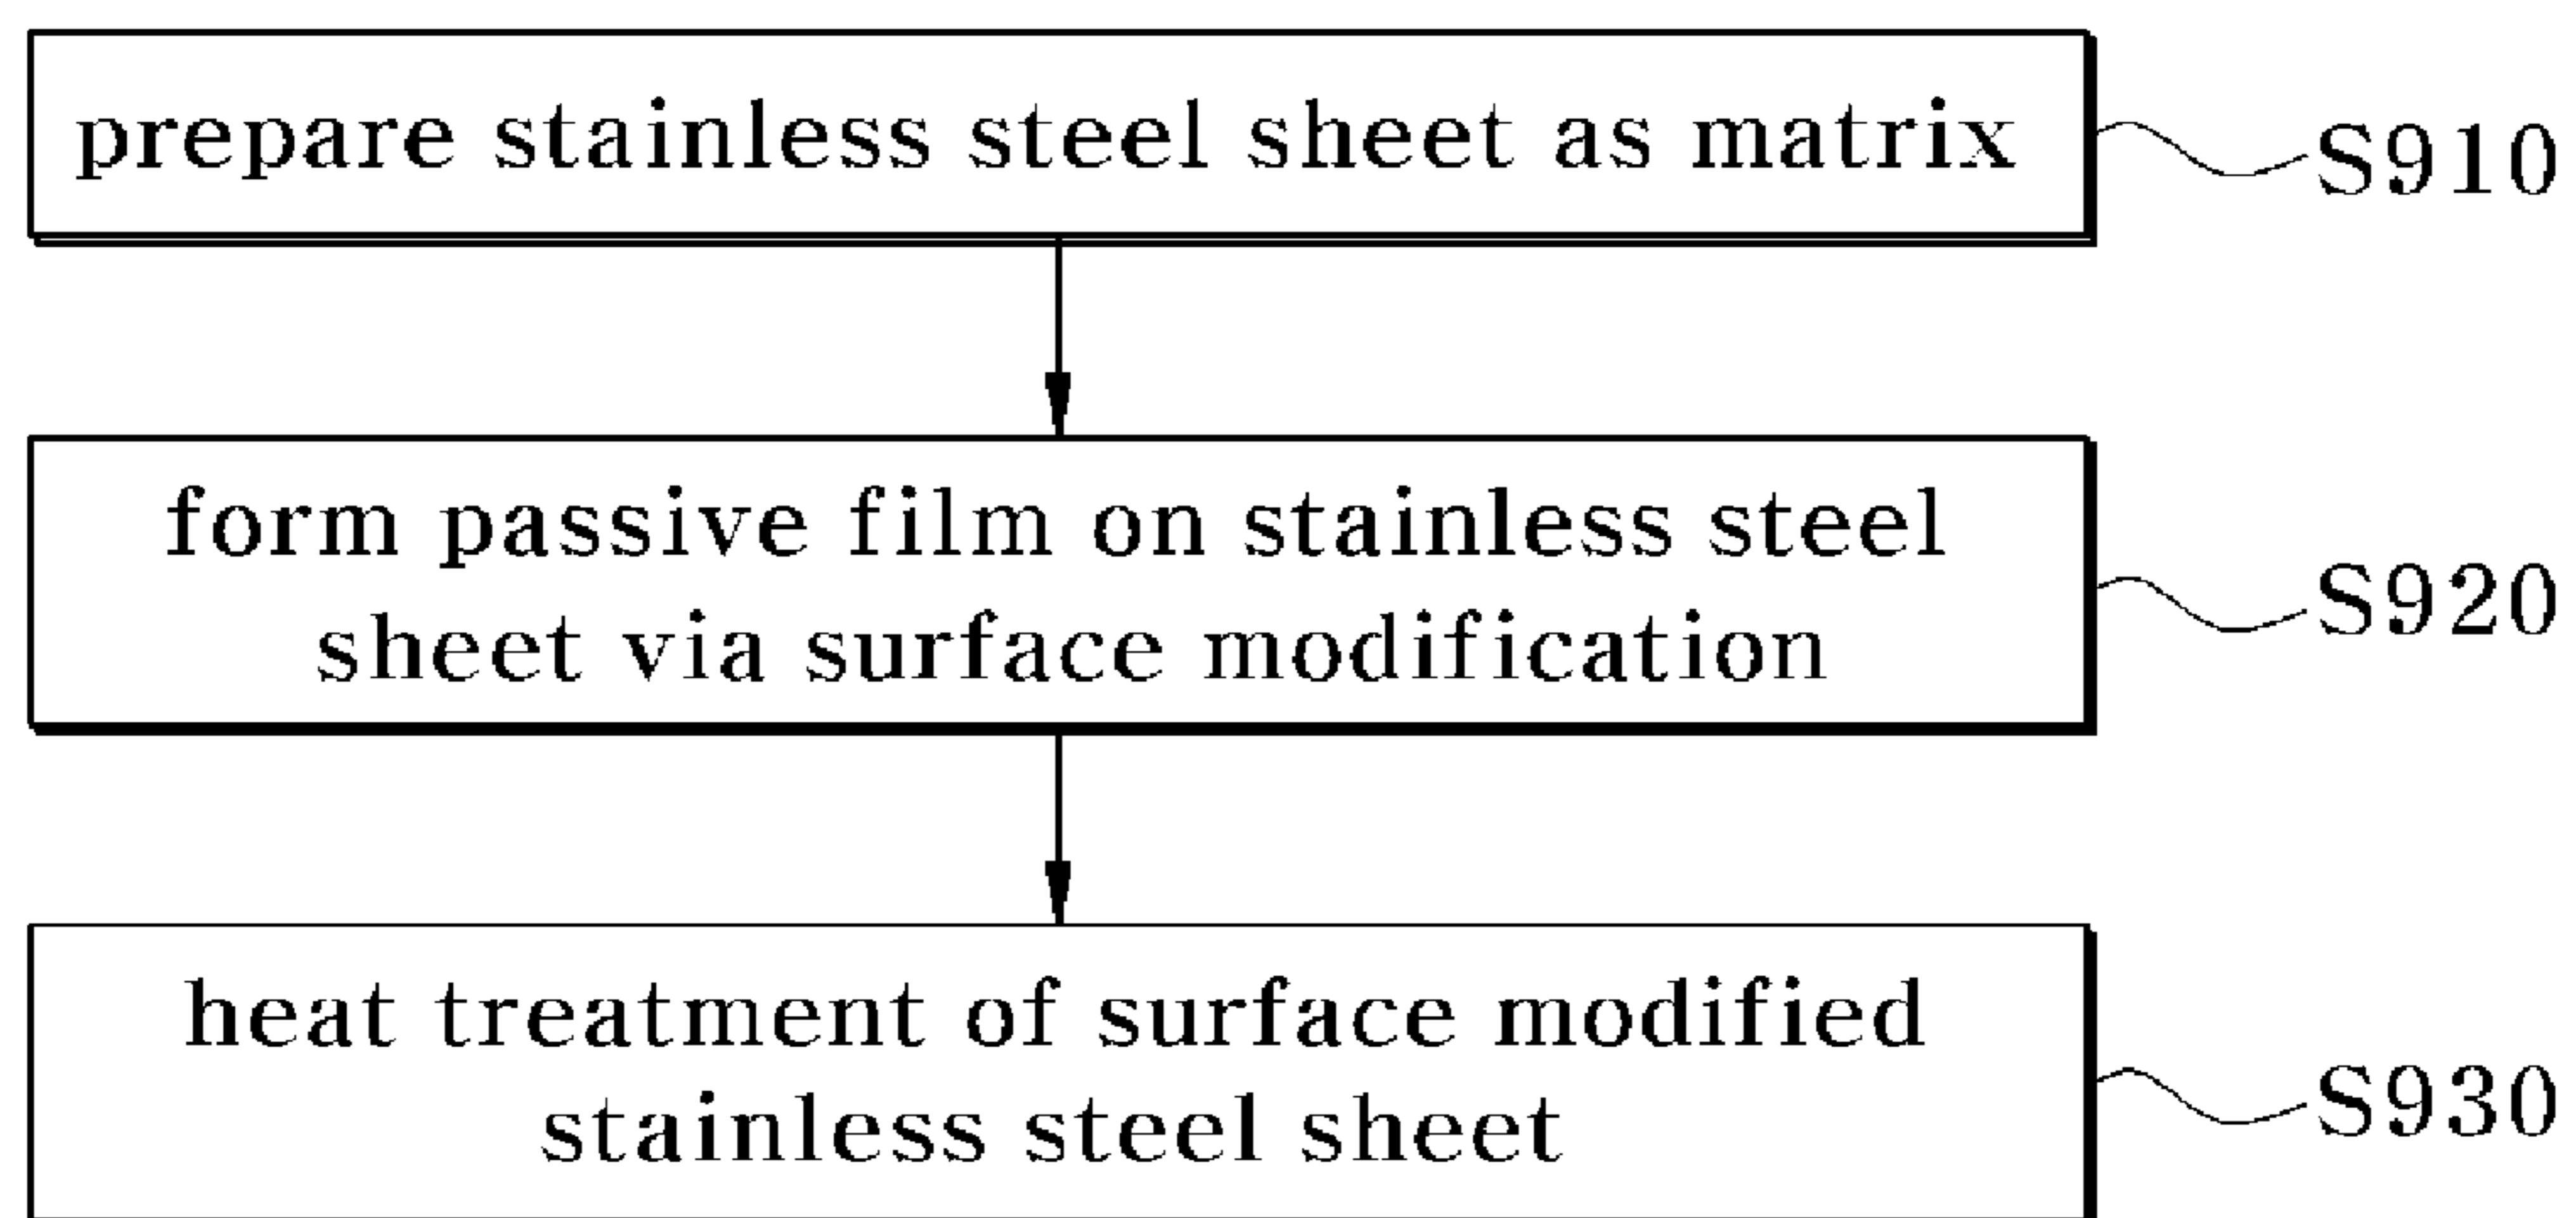 prepare stainless steel sheet as matrix
S910
form passive film on stainless steel
sheet via surface modification
S920
heat treatment of surface modified
stainless steel sheet
S930